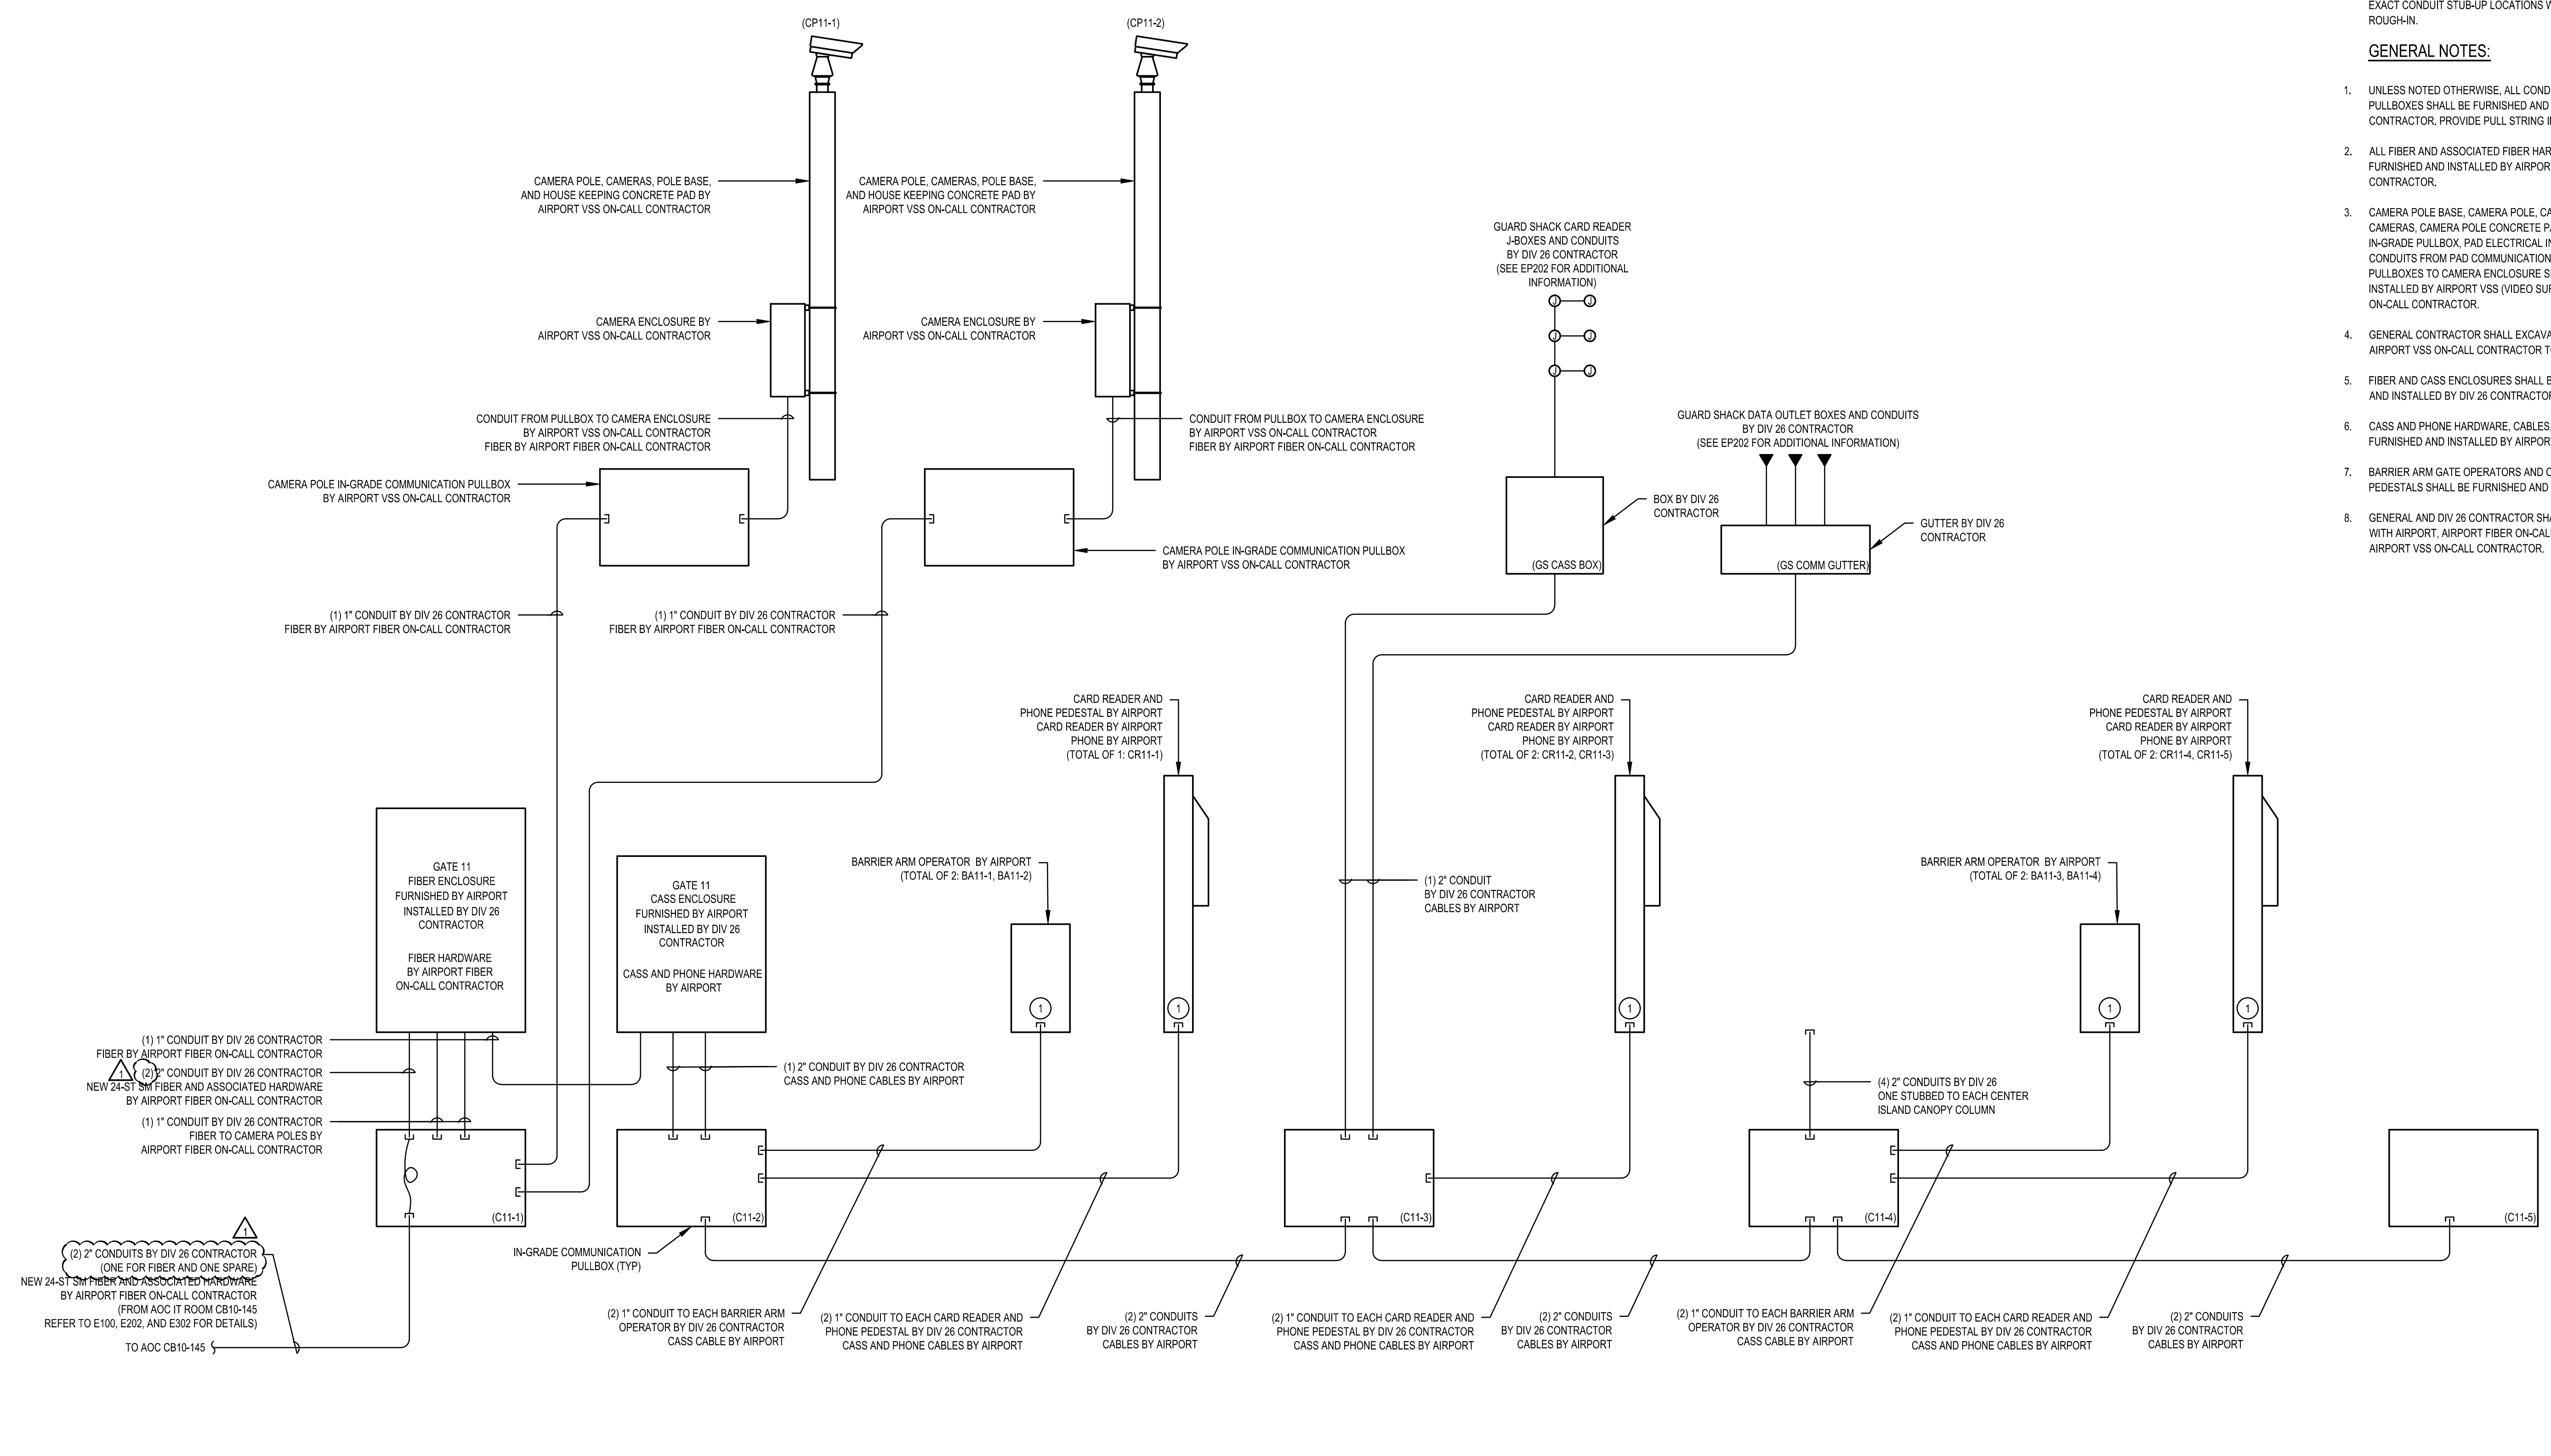 (CP11-1)
(CP11-2)
EXACT CONDUIT STUB-UP LOCATIONS
ROUGH-IN.
GENERAL NOTES:
1. UNLESS NOTED OTHERWISE, ALL
PULLBOXES SHALL BE FURNISHED AND
CONTRACTOR. PROVIDE PULL STRING
2. ALL FIBER AND ASSOCIATED FIBER
FURNISHED AND INSTALLED BY
CONTRACTOR.
3. CAMERA POLE BASE, CAMERA POLE,
CAMERAS, CAMERA POLE CONCRETE
IN-GRADE PULLBOX, PAD ELECTRICAL
CONDUITS FROM PAD COMMUNICATION
PULLBOXES TO CAMERA ENCLOSURE
INSTALLED BY AIRPORT VSS (VIDEO
ON-CALL CONTRACTOR.
4. GENERAL CONTRACTOR SHALL
AIRPORT VSS ON-CALL CONTRACTOR
5. FIBER AND CASS ENCLOSURES SHALL
AND INSTALLED BY DIV 26
6. CASS AND PHONE HARDWARE, CABLES,
FURNISHED AND INSTALLED BY
7. BARRIER ARM GATE OPERATORS AND
PEDESTALS SHALL BE FURNISHED AND
8. GENERAL AND DIV 26 CONTRACTOR
WITH AIRPORT, AIRPORT FIBER
AIRPORT VSS ON-CALL CONTRACTOR.
CAMERA POLE, CAMERAS, POLE BASE,
AND HOUSE KEEPING CONCRETE PAD BY
AIRPORT VSS ON-CALL CONTRACTOR
CAMERA POLE, CAMERAS, POLE BASE,
AND HOUSE KEEPING CONCRETE PAD BY
AIRPORT VSS ON-CALL CONTRACTOR
CAMERA ENCLOSURE BY
AIRPORT VSS ON-CALL CONTRACTOR
CAMERA ENCLOSURE BY
AIRPORT VSS ON-CALL CONTRACTOR
GUARD SHACK CARD READER
J-BOXES AND CONDUITS
BY DIV 26 CONTRACTOR
(SEE EP202 FOR ADDITIONAL
INFORMATION)
J J
J J
J J
CONDUIT FROM PULLBOX TO CAMERA ENCLOSURE
BY AIRPORT VSS ON-CALL CONTRACTOR
FIBER BY AIRPORT FIBER ON-CALL CONTRACTOR
CONDUIT FROM PULLBOX TO CAMERA ENCLOSURE
BY AIRPORT VSS ON-CALL CONTRACTOR
FIBER BY AIRPORT FIBER ON-CALL CONTRACTOR
GUARD SHACK DATA OUTLET BOXES AND CONDUITS
BY DIV 26 CONTRACTOR
(SEE EP202 FOR ADDITIONAL INFORMATION)
CAMERA POLE IN-GRADE COMMUNICATION PULLBOX
BY AIRPORT VSS ON-CALL CONTRACTOR
CAMERA POLE IN-GRADE COMMUNICATION PULLBOX
BY AIRPORT VSS ON-CALL CONTRACTOR
BOX BY DIV 26
CONTRACTOR
(GS CASS BOX)
GUTTER BY DIV 26
CONTRACTOR
(GS COMM GUTTER)
(1) 1" CONDUIT BY DIV 26 CONTRACTOR
FIBER BY AIRPORT FIBER ON-CALL CONTRACTOR
(1) 1" CONDUIT BY DIV 26 CONTRACTOR
FIBER BY AIRPORT FIBER ON-CALL CONTRACTOR
CARD READER AND
PHONE PEDESTAL BY AIRPORT
CARD READER BY AIRPORT
PHONE BY AIRPORT
(TOTAL OF 1: CR11-1)
CARD READER AND
PHONE PEDESTAL BY AIRPORT
CARD READER BY AIRPORT
PHONE BY AIRPORT
(TOTAL OF 2: CR11-2, CR11-3)
CARD READER AND
PHONE PEDESTAL BY AIRPORT
CARD READER BY AIRPORT
PHONE BY AIRPORT
(TOTAL OF 2: CR11-4, CR11-5)
GATE 11
FIBER ENCLOSURE
FURNISHED BY AIRPORT
INSTALLED BY DIV 26
CONTRACTOR
FIBER HARDWARE
BY AIRPORT FIBER
ON-CALL CONTRACTOR
GATE 11
CASS ENCLOSURE
FURNISHED BY AIRPORT
INSTALLED BY DIV 26
CONTRACTOR
CASS AND PHONE HARDWARE
BY AIRPORT
BARRIER ARM OPERATOR BY AIRPORT
(TOTAL OF 2: BA11-1, BA11-2)
(1) 2" CONDUIT
BY DIV 26 CONTRACTOR
CABLES BY AIRPORT
BARRIER ARM OPERATOR BY AIRPORT
(TOTAL OF 2: BA11-3, BA11-4)
1
1
1
1
1
(1) 1" CONDUIT BY DIV 26 CONTRACTOR
FIBER BY AIRPORT FIBER ON-CALL CONTRACTOR
1
(2) 2" CONDUIT BY DIV 26 CONTRACTOR
NEW 24-ST SM FIBER AND ASSOCIATED HARDWARE
BY AIRPORT FIBER ON-CALL CONTRACTOR
(1) 1" CONDUIT BY DIV 26 CONTRACTOR
FIBER TO CAMERA POLES BY
AIRPORT FIBER ON-CALL CONTRACTOR
(1) 2" CONDUIT BY DIV 26 CONTRACTOR
CASS AND PHONE CABLES BY AIRPORT
(4) 2" CONDUITS BY DIV 26
ONE STUBBED TO EACH CENTER
ISLAND CANOPY COLUMN
(C11-1)
(C11-2)
(C11-3)
(C11-4)
(C11-5)
1
(2) 2" CONDUITS BY DIV 26 CONTRACTOR
(ONE FOR FIBER AND ONE SPARE)
NEW 24-ST SM FIBER AND ASSOCIATED HARDWARE
BY AIRPORT FIBER ON-CALL CONTRACTOR
(FROM AOC IT ROOM CB10-145
REFER TO E100, E202, AND E302 FOR DETAILS)
TO AOC CB10-145
IN-GRADE COMMUNICATION
PULLBOX (TYP)
(2) 1" CONDUIT TO EACH BARRIER ARM
OPERATOR BY DIV 26 CONTRACTOR
CASS CABLE BY AIRPORT
(2) 1" CONDUIT TO EACH CARD READER AND
PHONE PEDESTAL BY DIV 26 CONTRACTOR
CASS AND PHONE CABLES BY AIRPORT
(2) 2" CONDUITS
BY DIV 26 CONTRACTOR
CABLES BY AIRPORT
(2) 1" CONDUIT TO EACH CARD READER AND
PHONE PEDESTAL BY DIV 26 CONTRACTOR
CASS AND PHONE CABLES BY AIRPORT
(2) 2" CONDUITS
BY DIV 26 CONTRACTOR
CABLES BY AIRPORT
(2) 1" CONDUIT TO EACH BARRIER ARM
OPERATOR BY DIV 26 CONTRACTOR
CASS CABLE BY AIRPORT
(2) 1" CONDUIT TO EACH CARD READER AND
PHONE PEDESTAL BY DIV 26 CONTRACTOR
CASS AND PHONE CABLES BY AIRPORT
(2) 2" CONDUITS
BY DIV 26 CONTRACTOR
CABLES BY AIRPORT